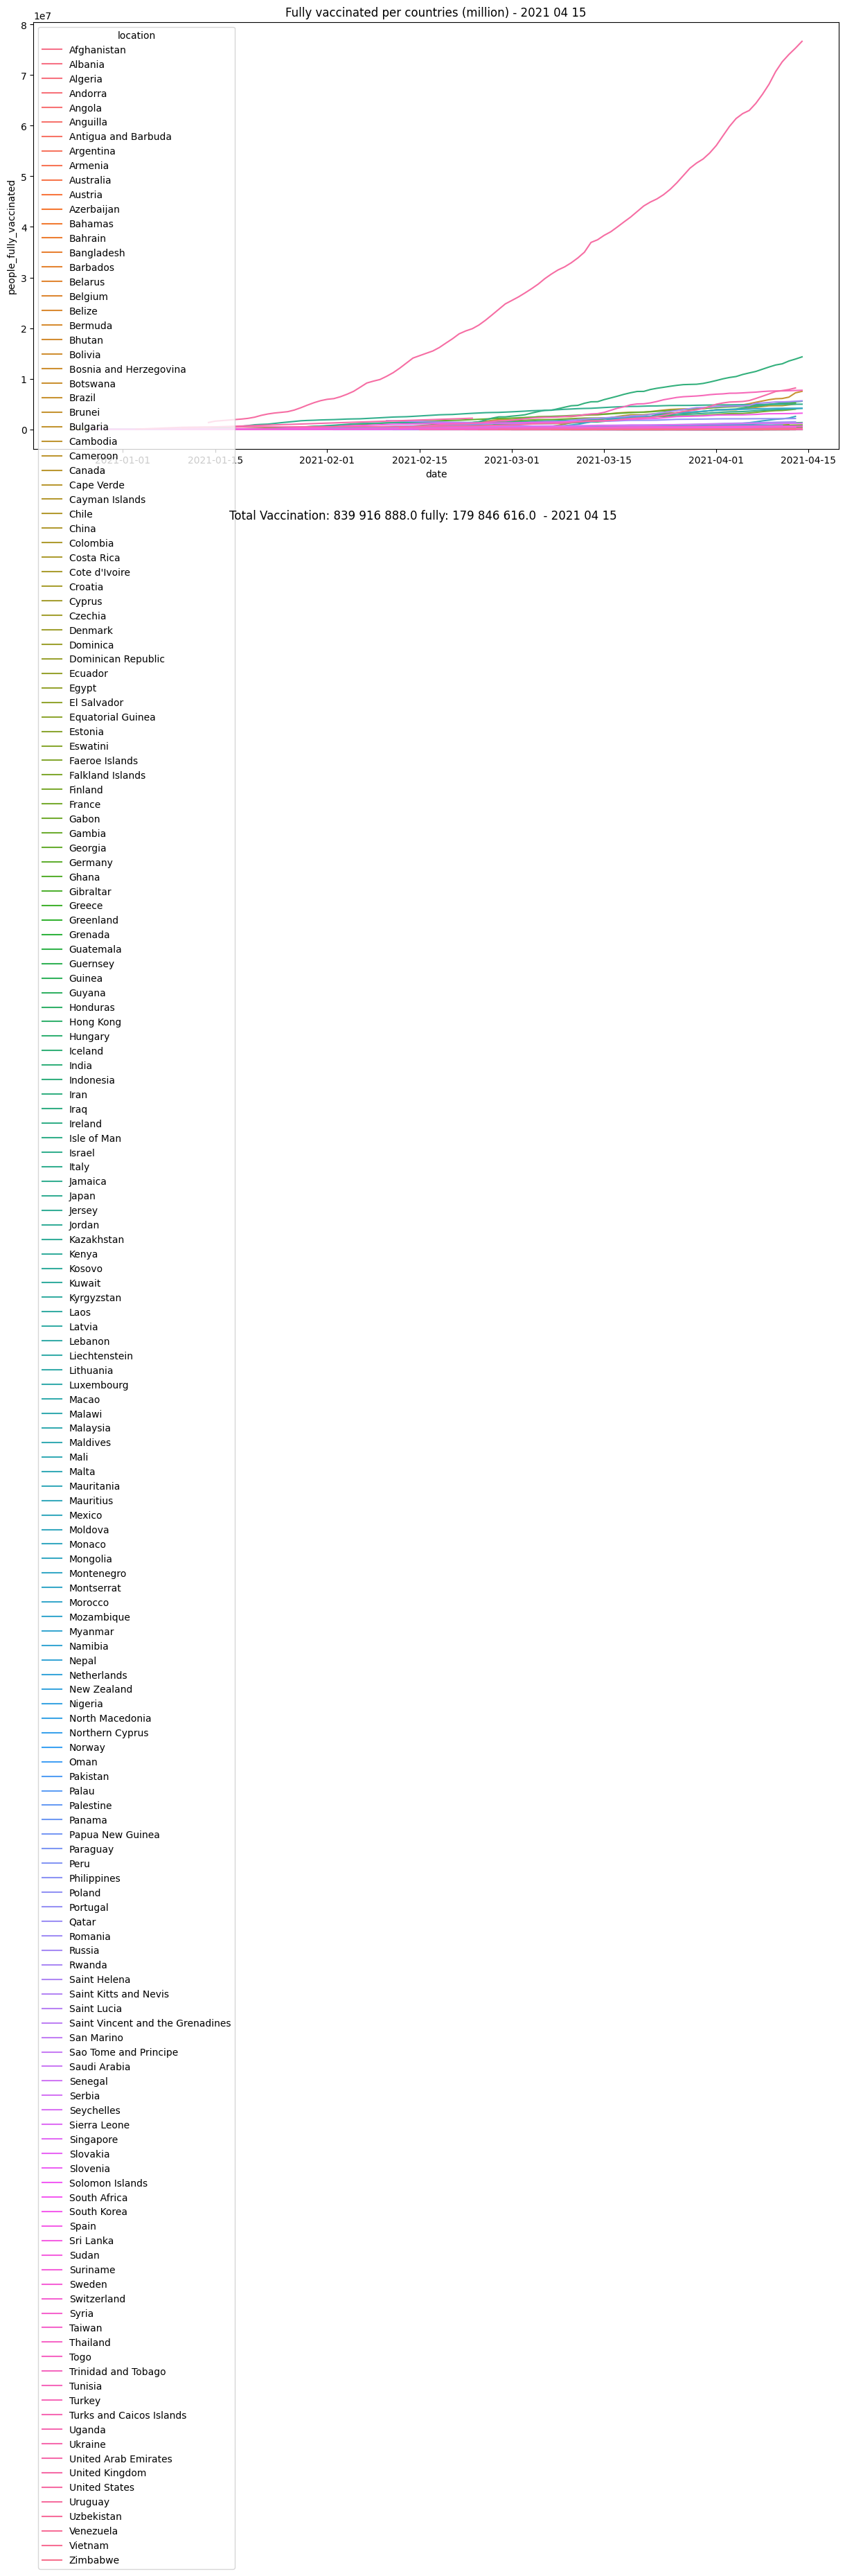 Fully vaccinated per countries (million) - 2021 04 15
1e7
8
7
6
5
4
3
2
1
0
people_fully_vaccinated
2021-01-01 2021-01-15 2021-02-01 2021-02-15 2021-03-01 2021-03-15 2021-04-01 2021-04-15
date
Total Vaccination: 839 916 888.0 fully: 179 846 616.0  - 2021 04 15
location
Afghanistan
Albania
Algeria
Andorra
Angola
Anguilla
Antigua and Barbuda
Argentina
Armenia
Australia
Austria
Azerbaijan
Bahamas
Bahrain
Bangladesh
Barbados
Belarus
Belgium
Belize
Bermuda
Bhutan
Bolivia
Bosnia and Herzegovina
Botswana
Brazil
Brunei
Bulgaria
Cambodia
Cameroon
Canada
Cape Verde
Cayman Islands
Chile
China
Colombia
Costa Rica
Cote d'Ivoire
Croatia
Cyprus
Czechia
Denmark
Dominica
Dominican Republic
Ecuador
Egypt
El Salvador
Equatorial Guinea
Estonia
Eswatini
Faeroe Islands
Falkland Islands
Finland
France
Gabon
Gambia
Georgia
Germany
Ghana
Gibraltar
Greece
Greenland
Grenada
Guatemala
Guernsey
Guinea
Guyana
Honduras
Hong Kong
Hungary
Iceland
India
Indonesia
Iran
Iraq
Ireland
Isle of Man
Israel
Italy
Jamaica
Japan
Jersey
Jordan
Kazakhstan
Kenya
Kosovo
Kuwait
Kyrgyzstan
Laos
Latvia
Lebanon
Liechtenstein
Lithuania
Luxembourg
Macao
Malawi
Malaysia
Maldives
Mali
Malta
Mauritania
Mauritius
Mexico
Moldova
Monaco
Mongolia
Montenegro
Montserrat
Morocco
Mozambique
Myanmar
Namibia
Nepal
Netherlands
New Zealand
Nigeria
North Macedonia
Northern Cyprus
Norway
Oman
Pakistan
Palau
Palestine
Panama
Papua New Guinea
Paraguay
Peru
Philippines
Poland
Portugal
Qatar
Romania
Russia
Rwanda
Saint Helena
Saint Kitts and Nevis
Saint Lucia
Saint Vincent and the Grenadines
San Marino
Sao Tome and Principe
Saudi Arabia
Senegal
Serbia
Seychelles
Sierra Leone
Singapore
Slovakia
Slovenia
Solomon Islands
South Africa
South Korea
Spain
Sri Lanka
Sudan
Suriname
Sweden
Switzerland
Syria
Taiwan
Thailand
Togo
Trinidad and Tobago
Tunisia
Turkey
Turks and Caicos Islands
Uganda
Ukraine
United Arab Emirates
United Kingdom
United States
Uruguay
Uzbekistan
Venezuela
Vietnam
Zimbabwe